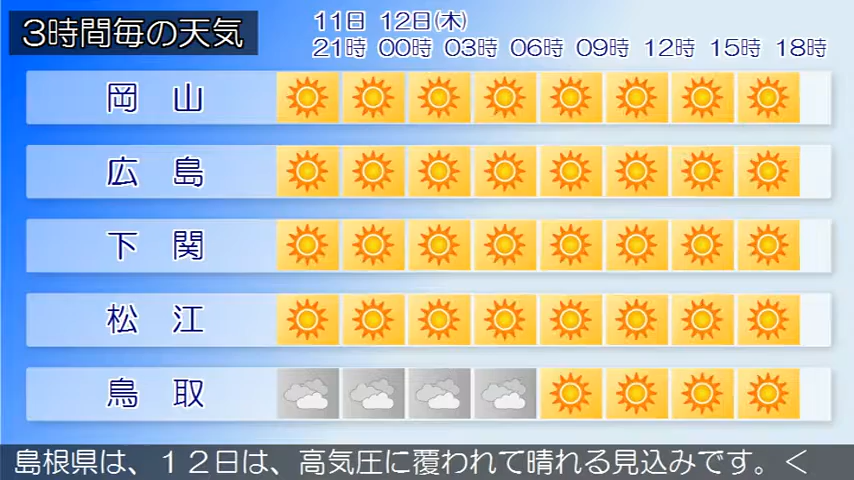 3時間毎の天気
11日 12日(木)
21時 00時 03時 06時 09時 12時 15時 18時
岡 山
広 島
下 関
松 江
鳥 取
島根県は、１２日は、高気圧に覆われて晴れる見込みです。＜